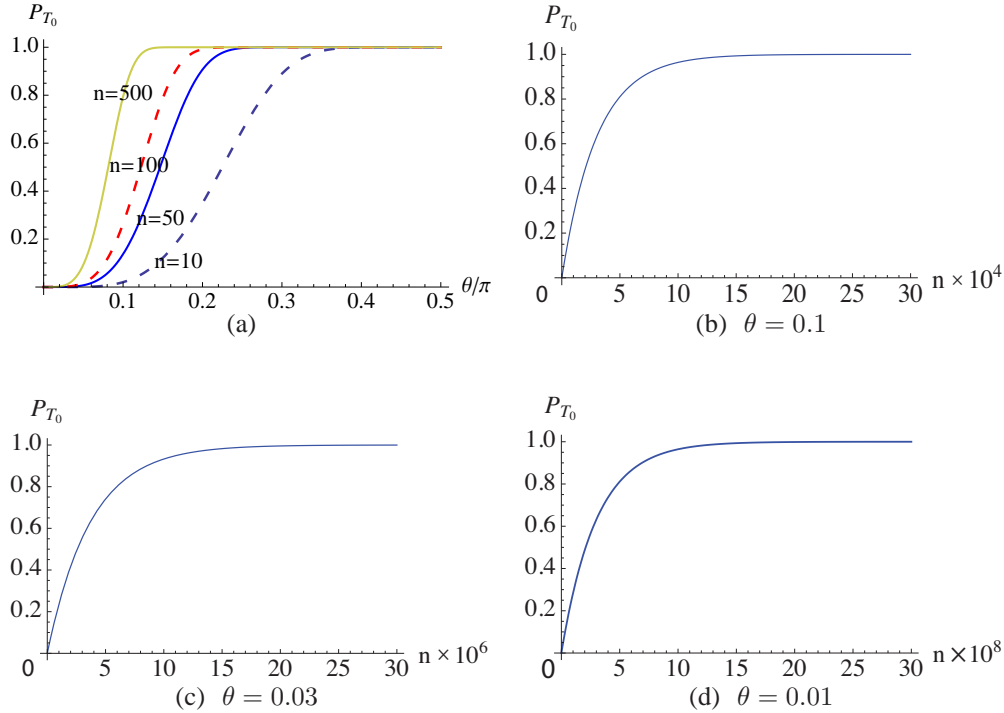 P_{T_0}
1.0
0.8
0.6
0.4
0.2
n=500
n=100
n=50
n=10
0.1 0.2 0.3 0.4 0.5 θ/π
(a)
P_{T_0}
1.0
0.8
0.6
0.4
0.2
0 5 10 15 20 25 30 n × 10^4
(b) θ = 0.1
P_{T_0}
1.0
0.8
0.6
0.4
0.2
0 5 10 15 20 25 30 n × 10^6
(c) θ = 0.03
P_{T_0}
1.0
0.8
0.6
0.4
0.2
0 5 10 15 20 25 30 n ×10^8
(d) θ = 0.01